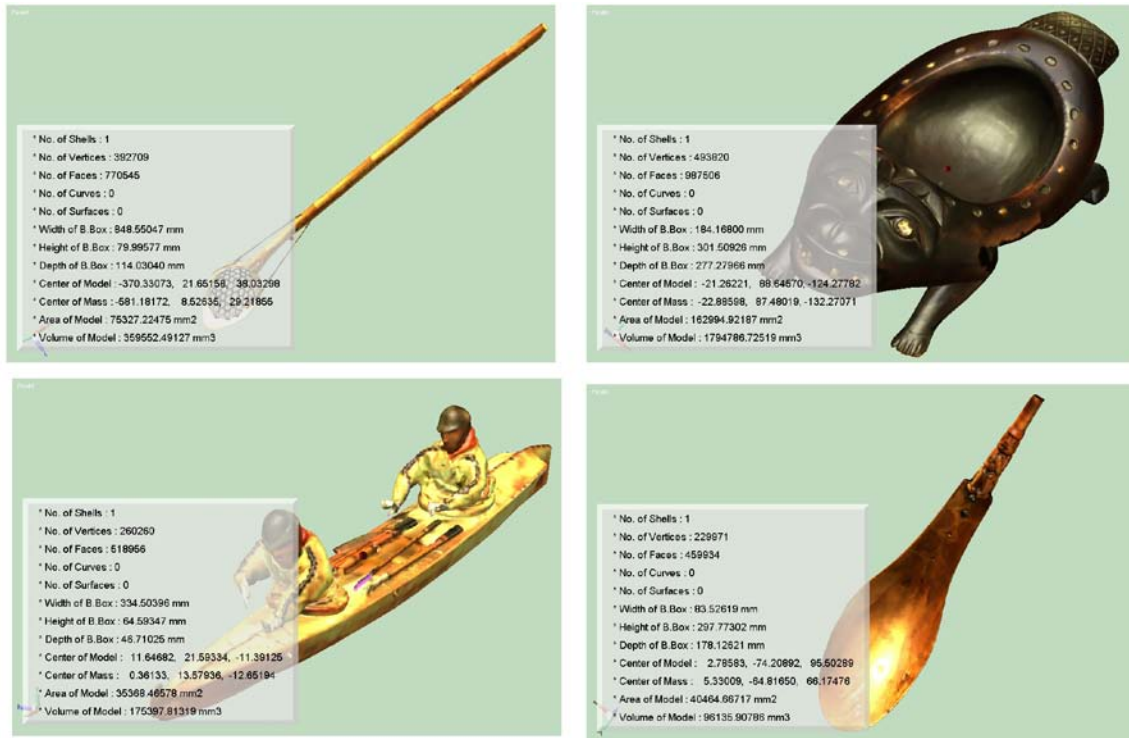 * No. of Shells : 1
* No. of Vertices : 392709
* No. of Faces : 770545
* No. of Curves : 0
* No. of Surfaces : 0
* Width of B.Box : 848.55047 mm
* Height of B.Box : 79.99577 mm
* Depth of B.Box : 114.03040 mm
* Center of Model : -370.33073, 21.65158, 38.03298
* Center of Mass : -581.18172, 8.52635, 29.21855
* Area of Model : 75327.22475 mm2
* Volume of Model : 359552.49127 mm3
* No. of Shells : 1
* No. of Vertices : 493820
* No. of Faces : 987506
* No. of Curves : 0
* No. of Surfaces : 0
* Width of B.Box : 184.16800 mm
* Height of B.Box : 301.50926 mm
* Depth of B.Box : 277.27966 mm
* Center of Model : -21.26221, 88.64570, -124.27782
* Center of Mass : -22.88598, 87.48019, -132.27071
* Area of Model : 162994.92187 mm2
* Volume of Model : 1794786.72519 mm3
* No. of Shells : 1
* No. of Vertices : 260260
* No. of Faces : 518956
* No. of Curves : 0
* No. of Surfaces : 0
* Width of B.Box : 334.50396 mm
* Height of B.Box : 64.59347 mm
* Depth of B.Box : 46.71025 mm
* Center of Model : 11.64682, 21.59334, -11.39125
* Center of Mass : 0.36133, 13.57936, -12.65194
* Area of Model : 35368.46578 mm2
* Volume of Model : 175397.81319 mm3
* No. of Shells : 1
* No. of Vertices : 229971
* No. of Faces : 459934
* No. of Curves : 0
* No. of Surfaces : 0
* Width of B.Box : 83.52619 mm
* Height of B.Box : 297.77302 mm
* Depth of B.Box : 178.12621 mm
* Center of Model : 2.78583, -74.20892, 95.50289
* Center of Mass : 5.33009, -64.81650, 66.17476
* Area of Model : 40464.66717 mm2
* Volume of Model : 96135.90786 mm3